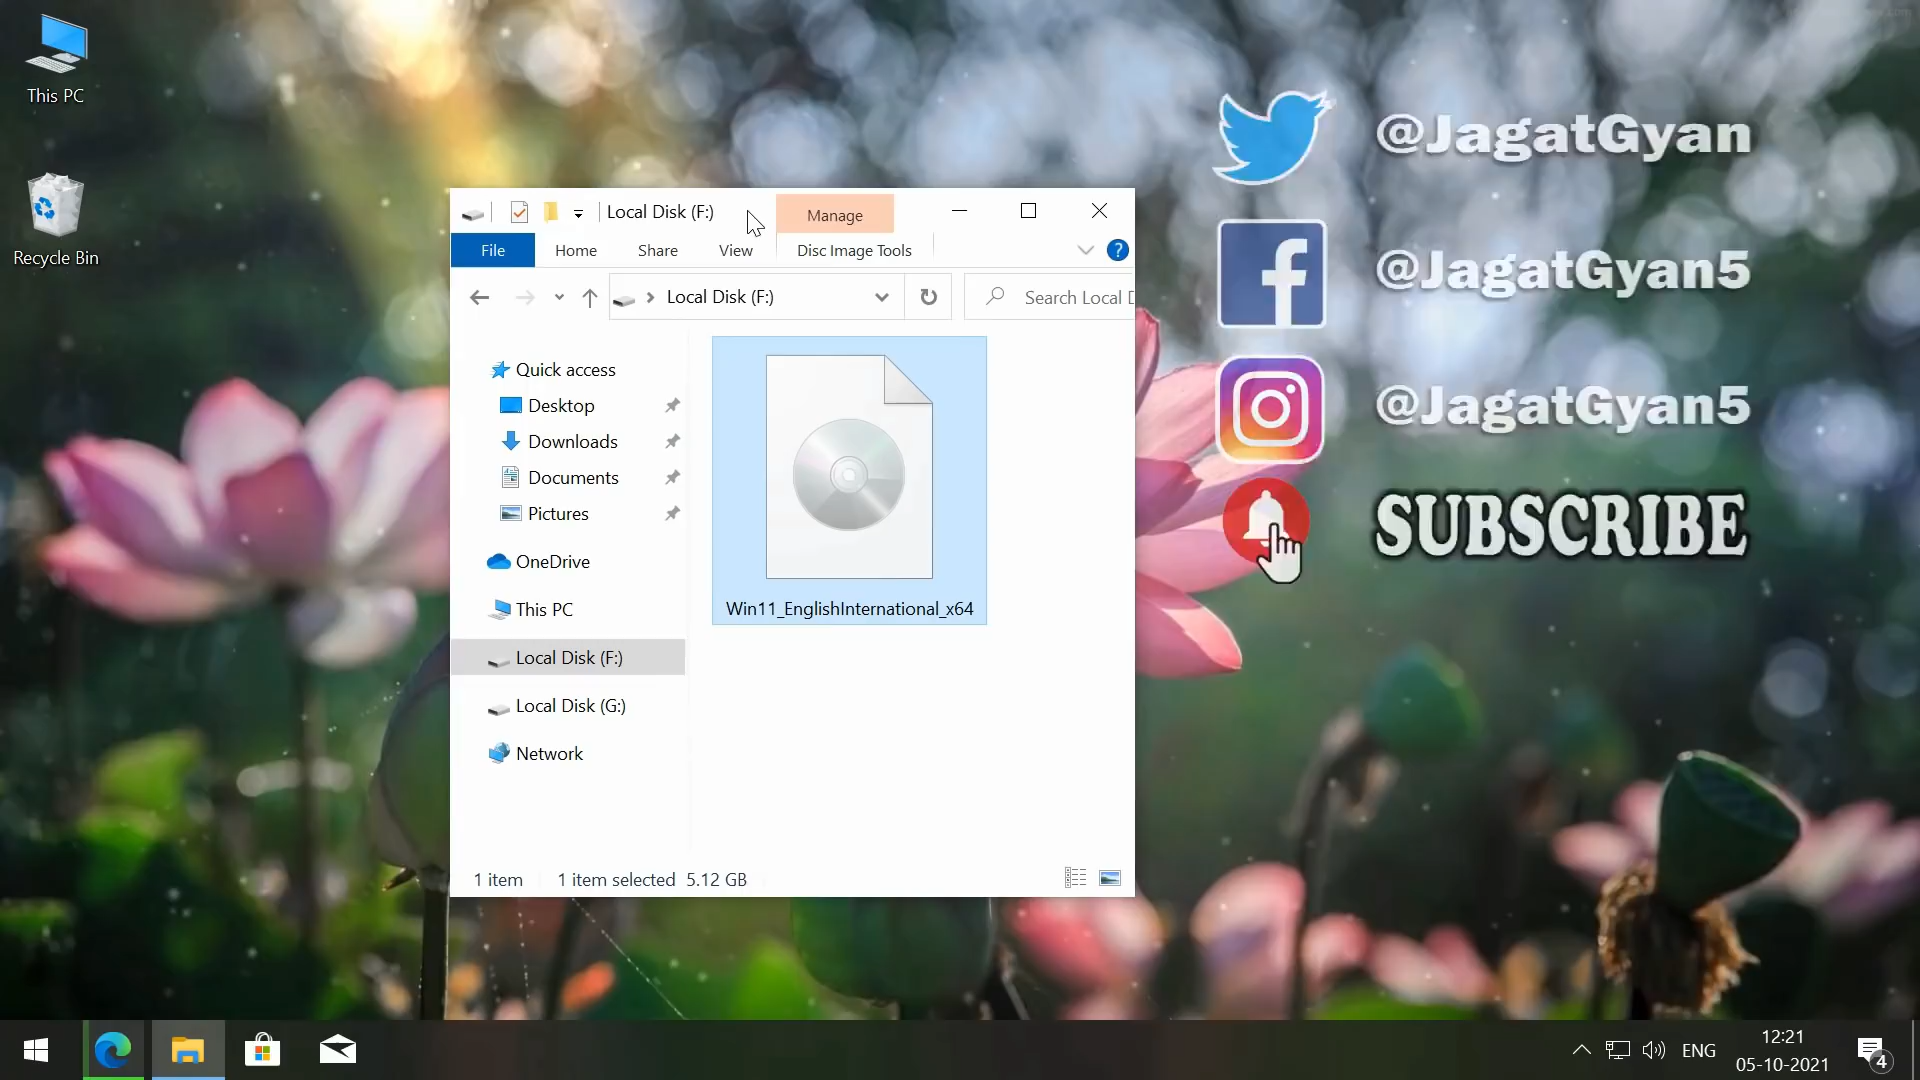 This PC
Recycle Bin
Local Disk (F:)
Manage
File
Home
Share
View
Disc Image Tools
?
Local Disk (F:)
Search Local D
Quick access
Desktop
Downloads
Documents
Pictures
OneDrive
This PC
Local Disk (F:)
Local Disk (G:)
Network
Win11_EnglishInternational_x64
1 item
1 item selected 5.12 GB
@JagatGyan
@JagatGyan5
@JagatGyan5
SUBSCRIBE
ENG
12:21
05-10-2021
4